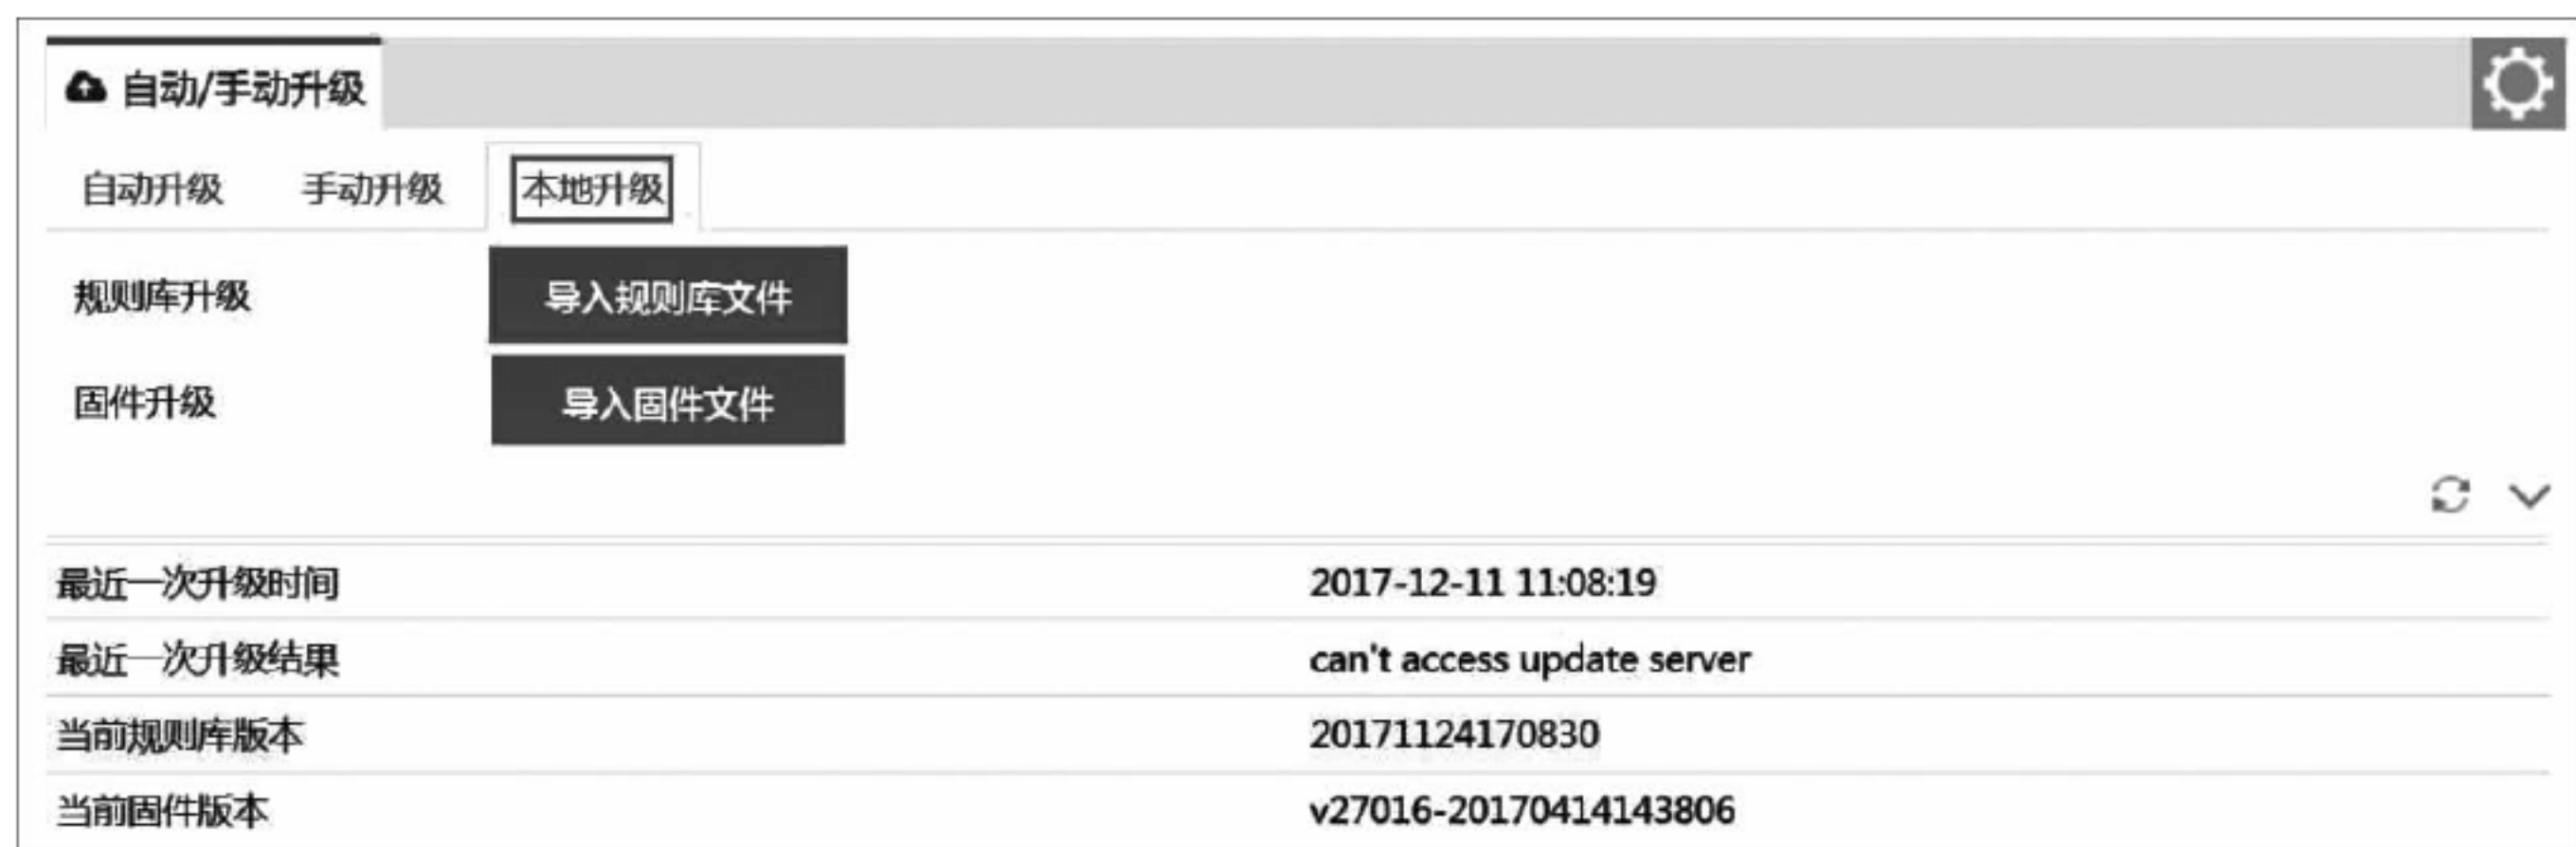 自动/手动升级
自动升级 手动升级 本地升级
规则库升级 导入规则库文件
固件升级 导入固件文件
最近一次升级时间 2017-12-11 11:08:19
最近一次升级结果 can't access update server
当前规则库版本 20171124170830
当前固件版本 v27016-20170414143806